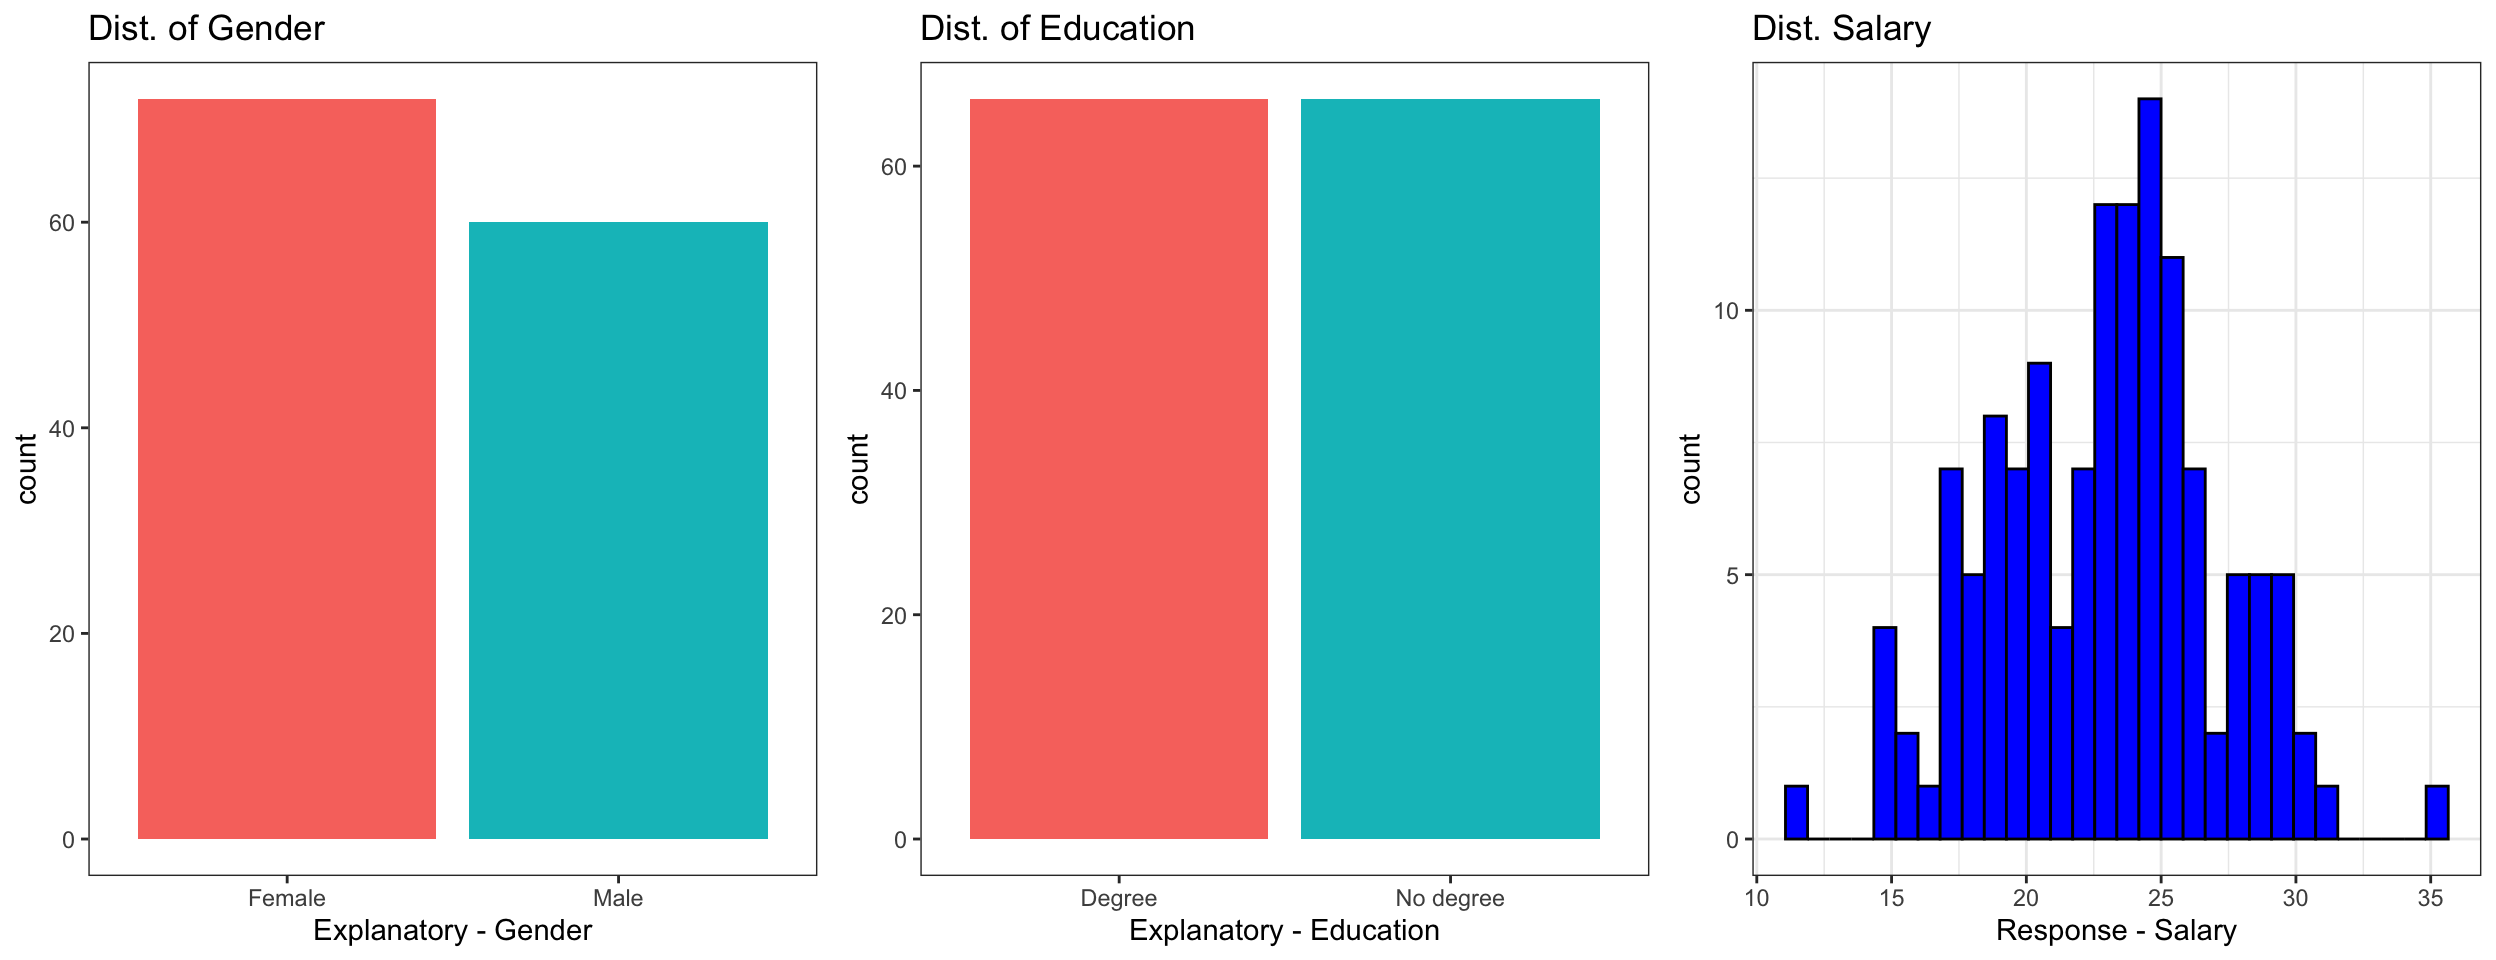 Dist. of Gender
count
60
40
20
0
Female Male
Explanatory - Gender
Dist. of Education
count
60
40
20
0
Degree No degree
Explanatory - Education
Dist. Salary
count
10
5
0
10 15 20 25 30 35
Response - Salary